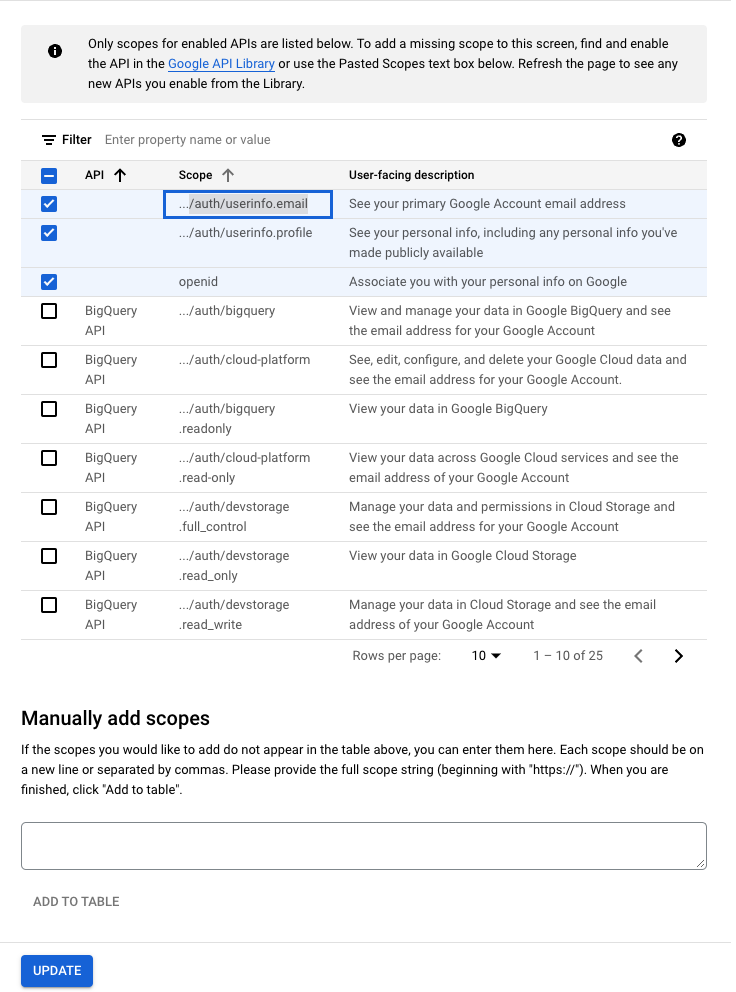 Only scopes for enabled APIs are listed below. To add a missing scope to this screen, find and enable
the API in the Google API Library or use the Pasted Scopes text box below. Refresh the page to see any
new APIs you enable from the Library.
Filter Enter property name or value
API Scope User-facing description
.../auth/userinfo.email See your primary Google Account email address
.../auth/userinfo.profile See your personal info, including any personal info you've
made publicly available
openid Associate you with your personal info on Google
BigQuery .../auth/bigquery View and manage your data in Google BigQuery and see
API the email address for your Google Account
BigQuery .../auth/cloud-platform See, edit, configure, and delete your Google Cloud data and
API see the email address for your Google Account.
BigQuery .../auth/bigquery View your data in Google BigQuery
API .readonly
BigQuery .../auth/cloud-platform View your data across Google Cloud services and see the
API .read-only email address of your Google Account
BigQuery .../auth/devstorage Manage your data and permissions in Cloud Storage and
API .full_control see the email address for your Google Account
BigQuery .../auth/devstorage View your data in Google Cloud Storage
API .read_only
BigQuery .../auth/devstorage Manage your data in Cloud Storage and see the email
API .read_write address of your Google Account
Rows per page: 10 1 – 10 of 25
Manually add scopes
If the scopes you would like to add do not appear in the table above, you can enter them here. Each scope should be on
a new line or separated by commas. Please provide the full scope string (beginning with "https://"). When you are
finished, click "Add to table".
ADD TO TABLE
UPDATE